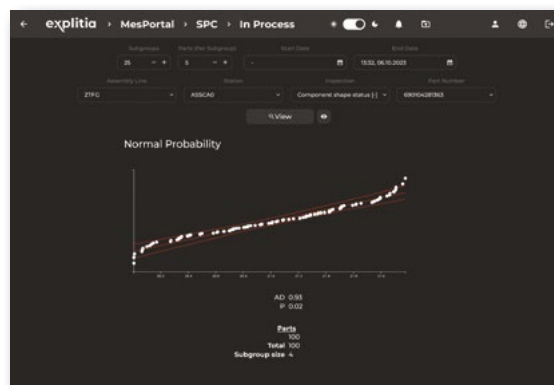 explitia › MesPortal › SPC › In Process
Subgroups Parts (Per Subgroup) Start Date End Date
25 − + 5 − + - 13:32, 06.10.2023
Assembly Line Station Inspection Part Number
ZTFG ASSCA0 Component shape status [-] 690104281363
View
Normal Probability
AD 0.93
P 0.02
Parts
100
Total 100
Subgroup size 4